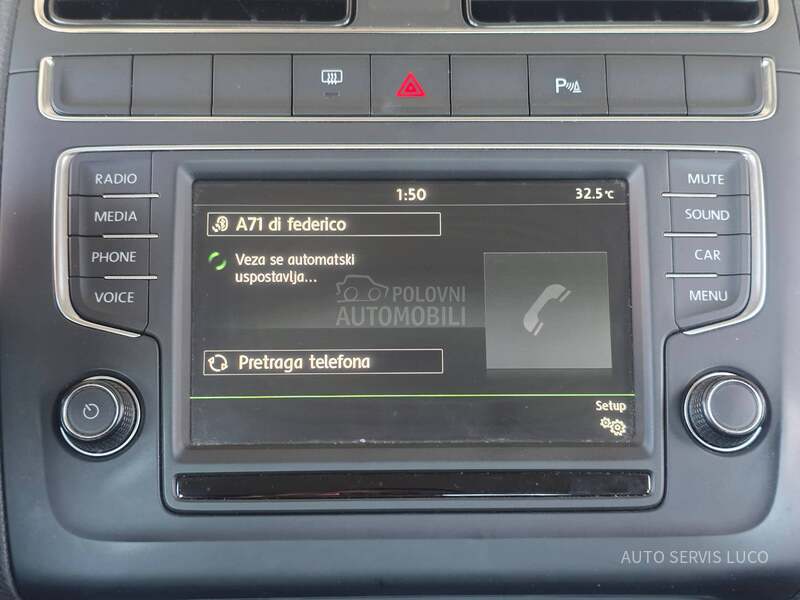 P
RADIO
MEDIA
PHONE
VOICE
MUTE
SOUND
CAR
MENU
1:50
32.5°C
A71 di federico
Veza se automatski
uspostavlja...
Pretraga telefona
Setup
POLOVNI
AUTOMOBILI
AUTO SERVIS LUCO